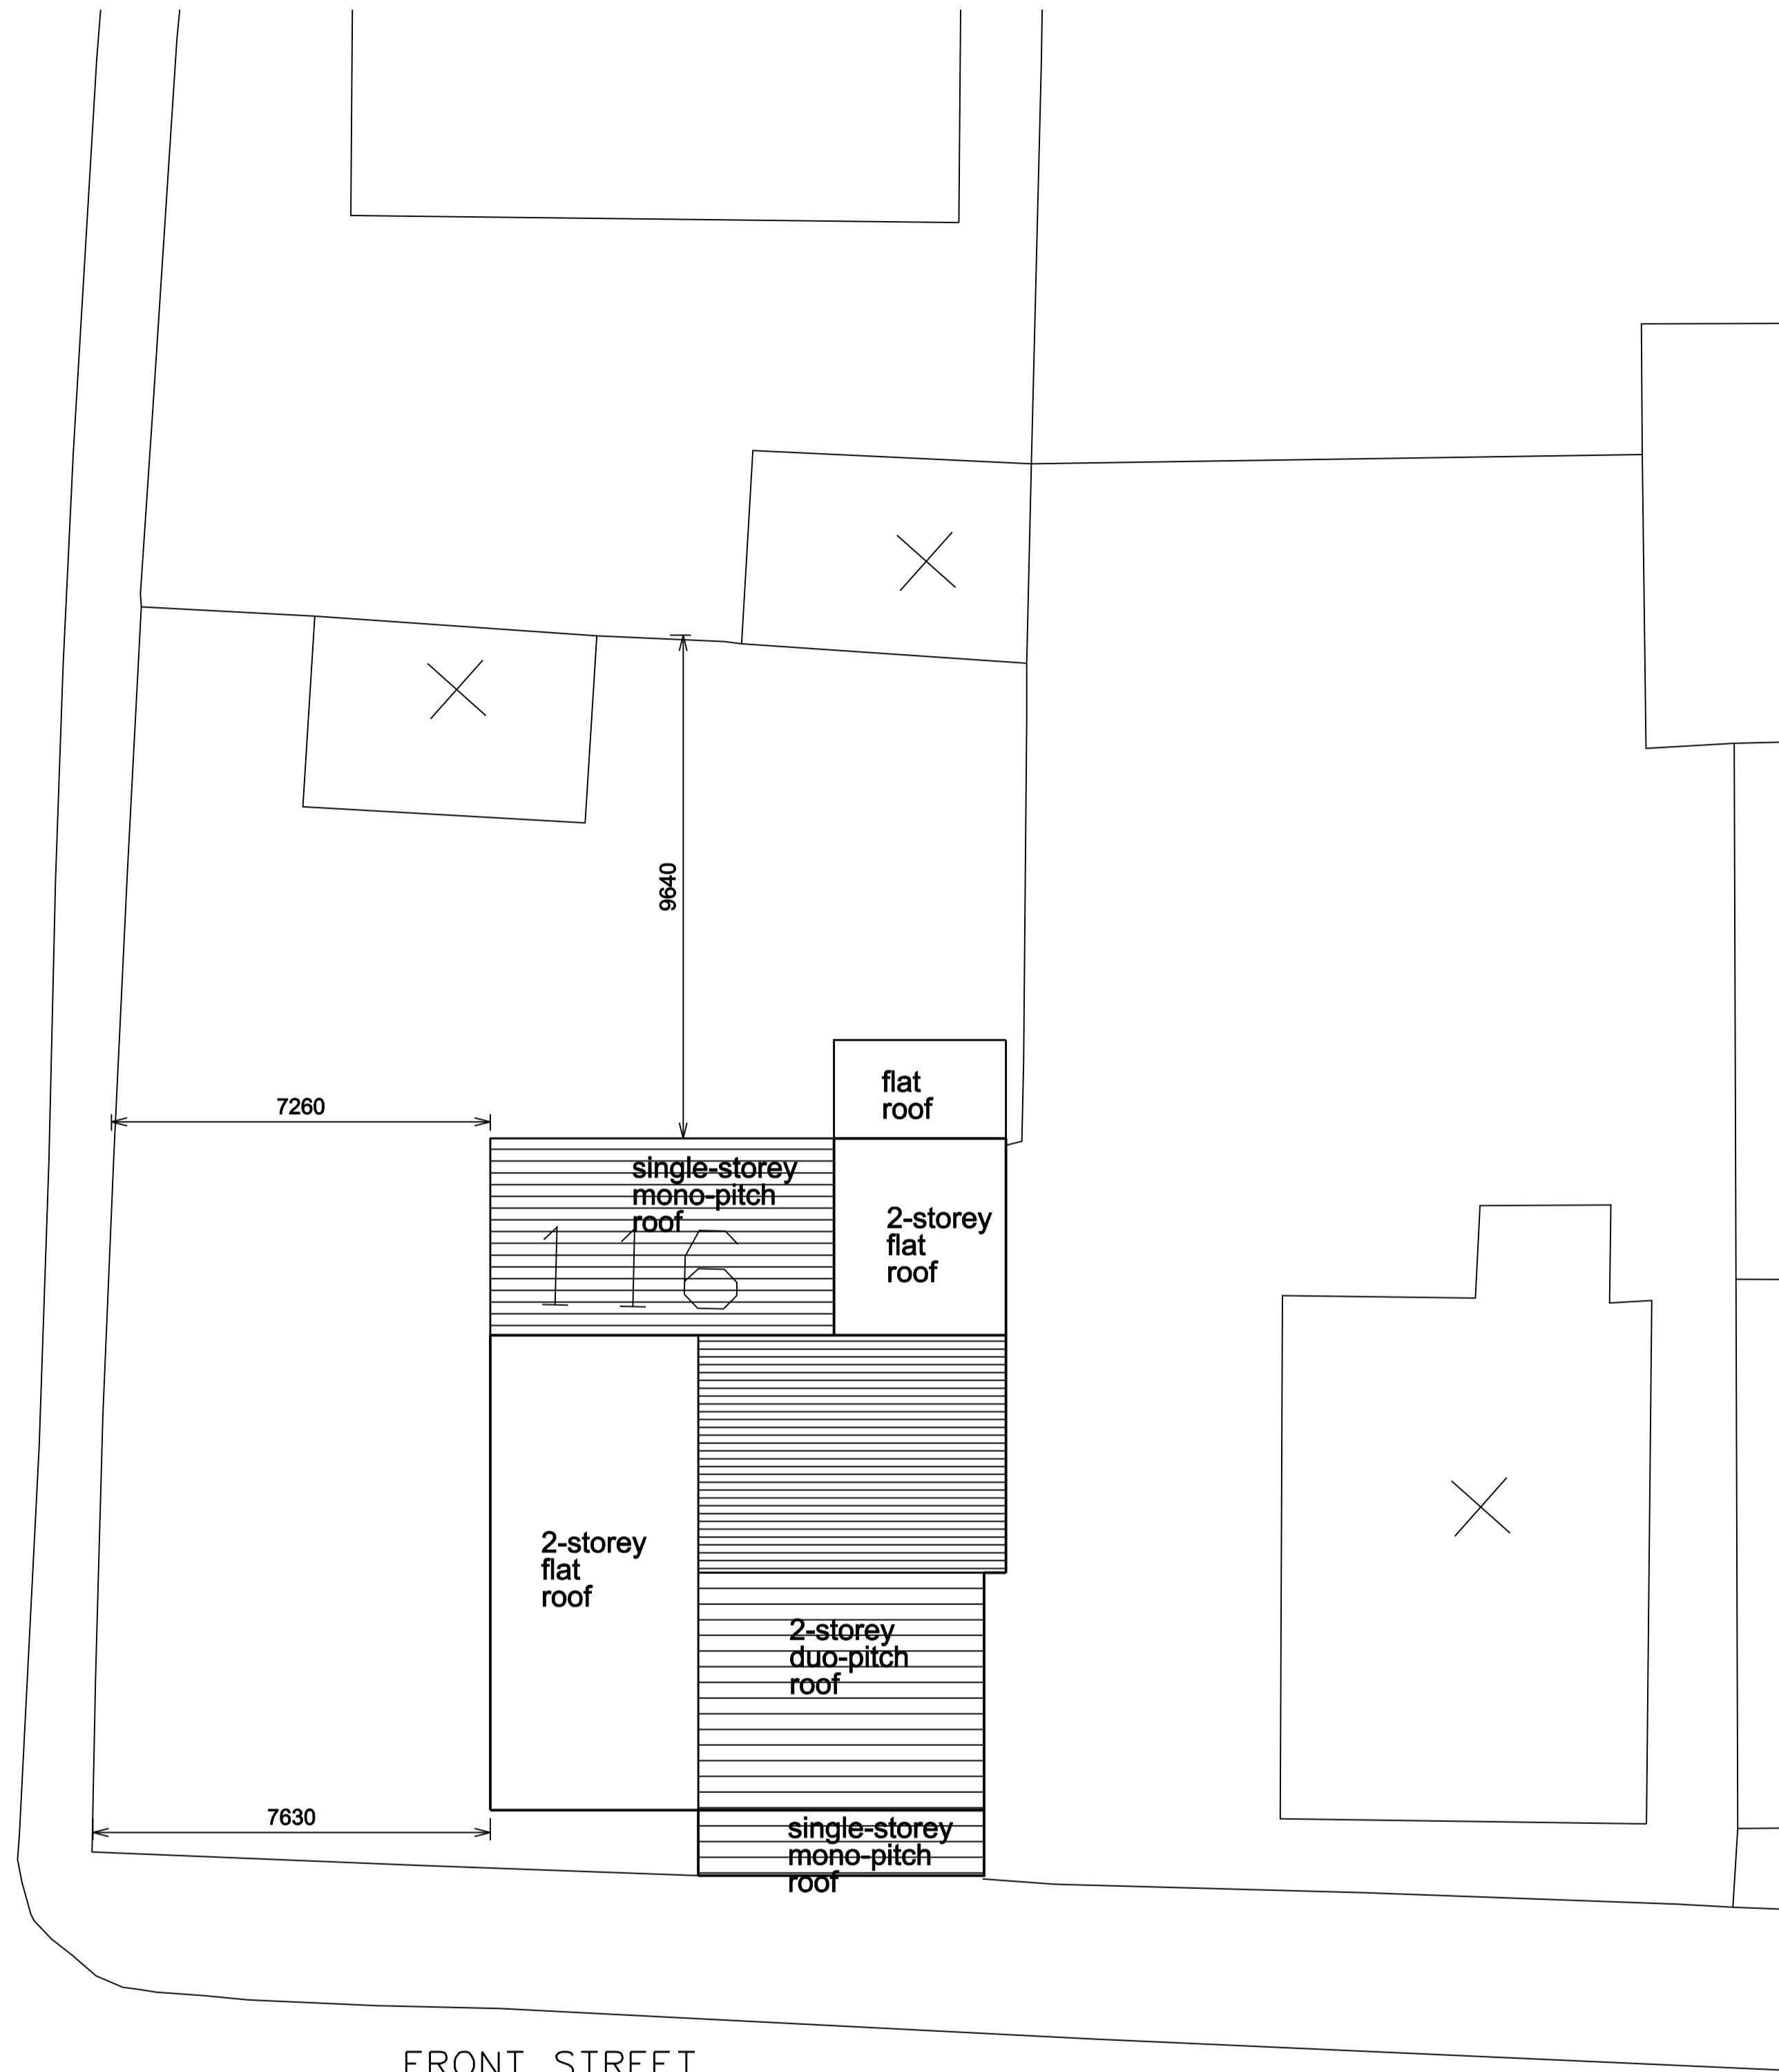 9640
7260
flat
roof
single-storey
mono-pitch
roof
116
2-storey
flat
roof
2-storey
flat
roof
2-storey
duo-pitch
roof
7630
single-storey
mono-pitch
roof
FRONT STREET